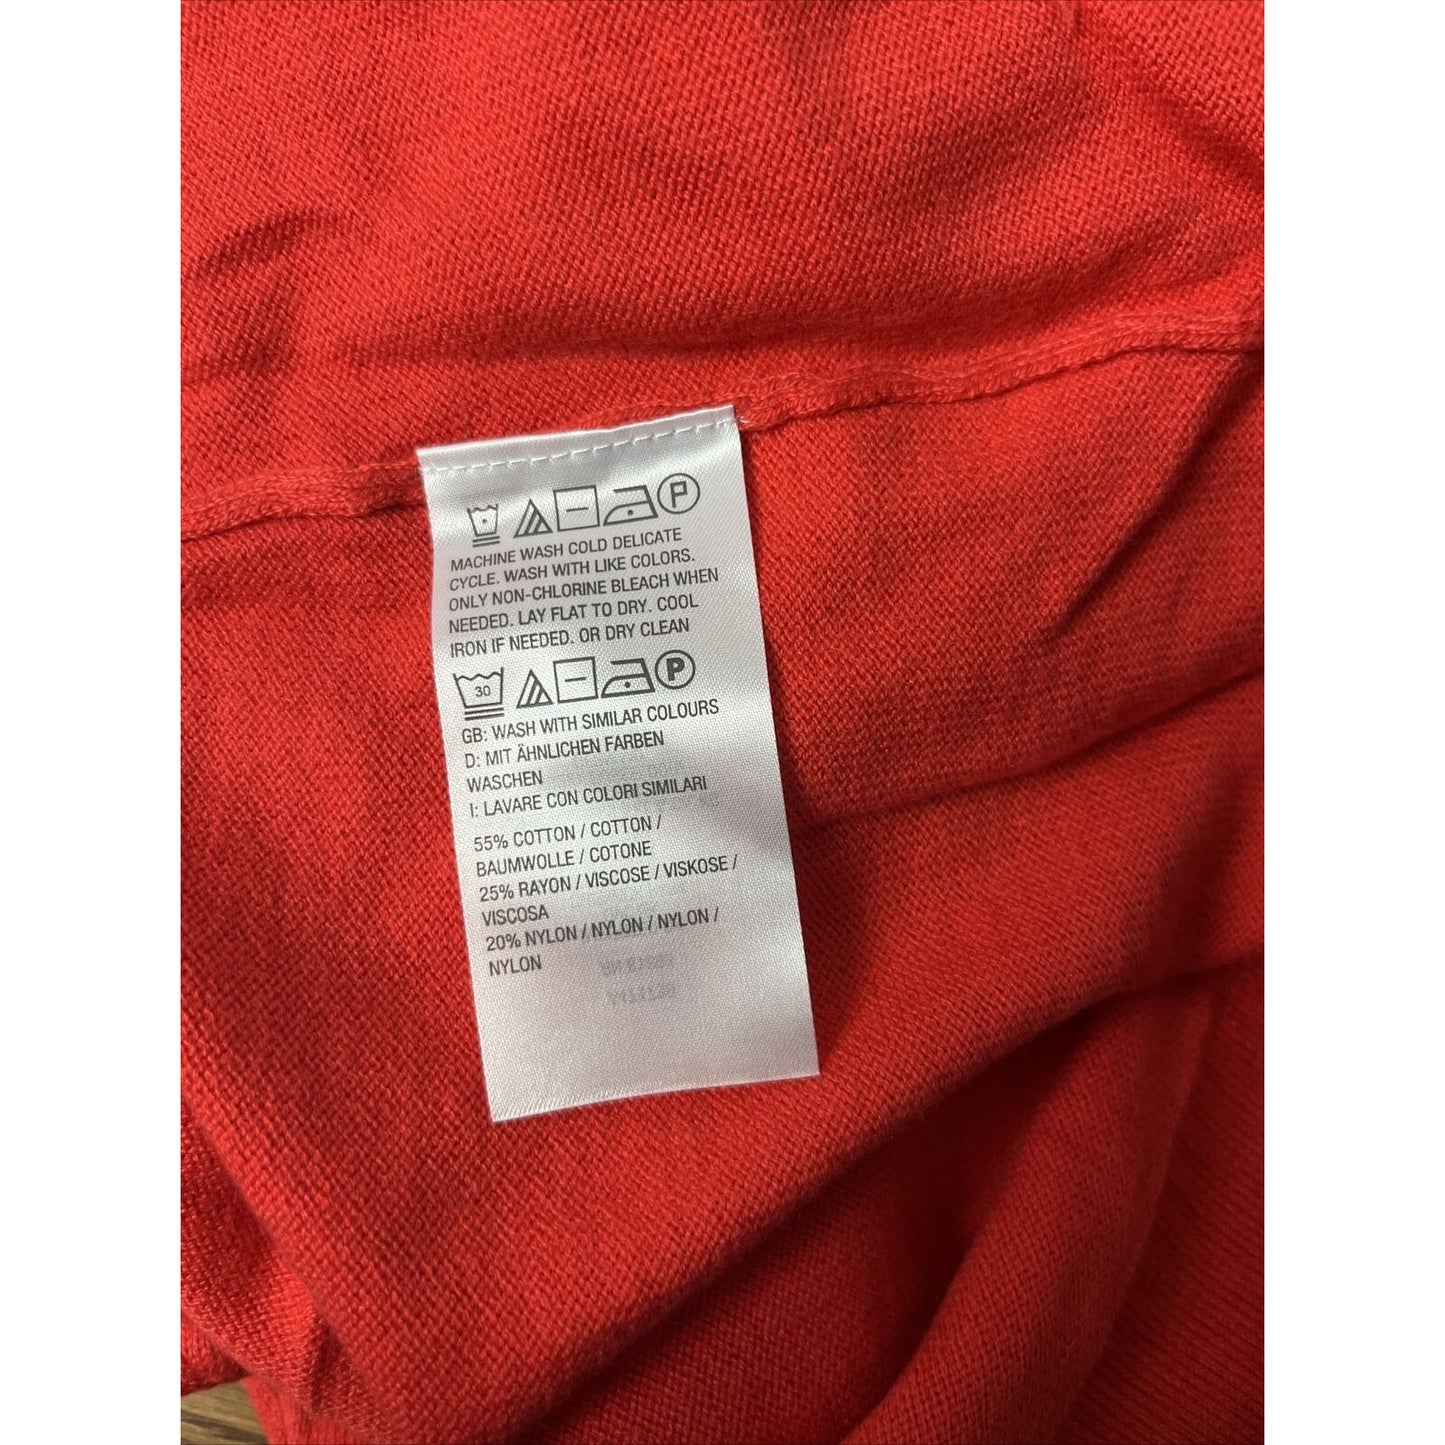 P
MACHINE WASH COLD DELICATE
CYCLE. WASH WITH LIKE COLORS.
ONLY NON-CHLORINE BLEACH WHEN
NEEDED. LAY FLAT TO DRY. COOL
IRON IF NEEDED. OR DRY CLEAN
30 P
GB: WASH WITH SIMILAR COLOURS
D: MIT ÄHNLICHEN FARBEN
WASCHEN
I: LAVARE CON COLORI SIMILARI
55% COTTON / COTTON /
BAUMWOLLE / COTONE
25% RAYON / VISCOSE / VISKOSE /
VISCOSA
20% NYLON / NYLON / NYLON /
NYLON